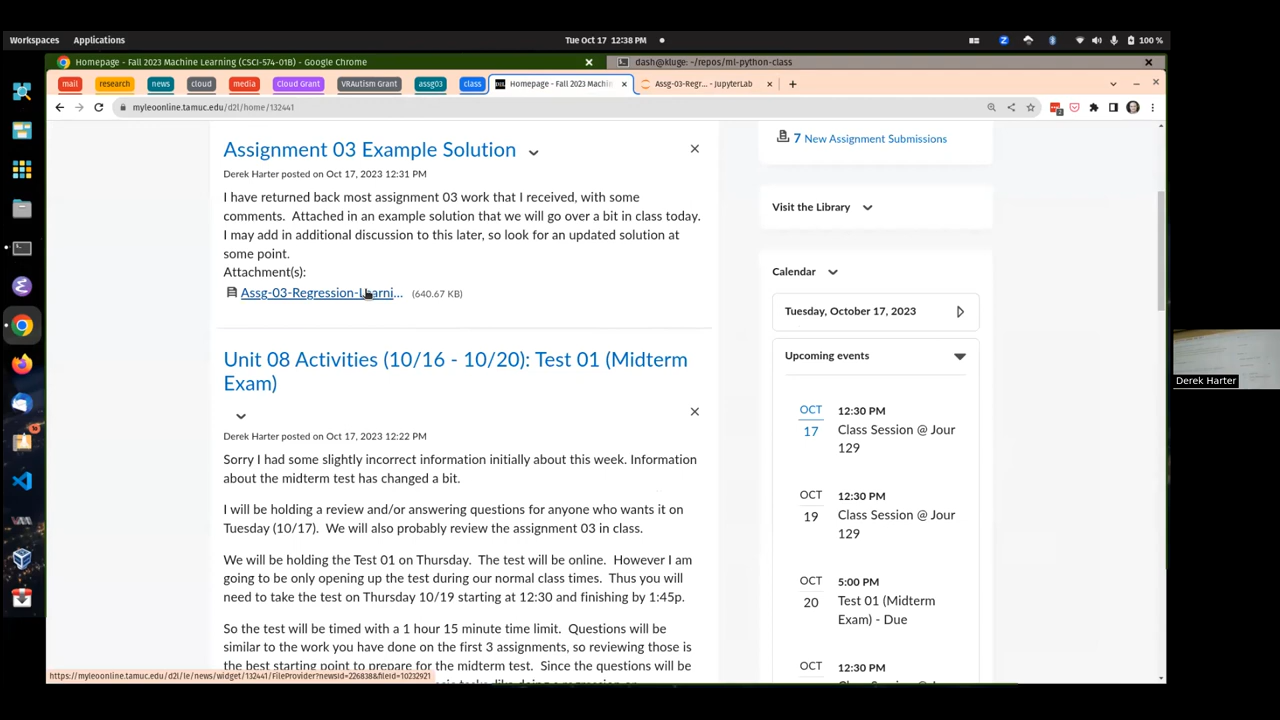 Workspaces Applications Tue Oct 17 12:38 PM 100 %
Homepage - Fall 2023 Machine Learning (CSCI-574-01B) - Google Chrome
dash@kluge: ~/repos/ml-python-class
mail research news cloud media Cloud Grant VRAutism Grant assg03 class Homepage - Fall 2023 Machin Assg-03-Regr... - JupyterLab
myleoonline.tamuc.edu/d2l/home/132441
Assignment 03 Example Solution
Derek Harter posted on Oct 17, 2023 12:31 PM
I have returned back most assignment 03 work that I received, with some
comments. Attached in an example solution that we will go over a bit in class today.
I may add in additional discussion to this later, so look for an updated solution at
some point.
Attachment(s):
Assg-03-Regression-Learni... (640.67 KB)
Unit 08 Activities (10/16 - 10/20): Test 01 (Midterm
Exam)
Derek Harter posted on Oct 17, 2023 12:22 PM
Sorry I had some slightly incorrect information initially about this week. Information
about the midterm test has changed a bit.
I will be holding a review and/or answering questions for anyone who wants it on
Tuesday (10/17). We will also probably review the assignment 03 in class.
We will be holding the Test 01 on Thursday. The test will be online. However I am
going to be only opening up the test during our normal class times. Thus you will
need to take the test on Thursday 10/19 starting at 12:30 and finishing by 1:45p.
So the test will be timed with a 1 hour 15 minute time limit. Questions will be
similar to the work you have done on the first 3 assignments, so reviewing those is
the best starting point to prepare for the midterm test. Since the questions will be
https://myleoonline.tamuc.edu/d2l/le/news/widget/132441/FileProvider?newsId=226838&fileId=10232921
7 New Assignment Submissions
Visit the Library
Calendar
Tuesday, October 17, 2023
Upcoming events
OCT
17
12:30 PM
Class Session @ Jour
129
OCT
19
12:30 PM
Class Session @ Jour
129
OCT
20
5:00 PM
Test 01 (Midterm
Exam) - Due
OCT
12:30 PM
Derek Harter